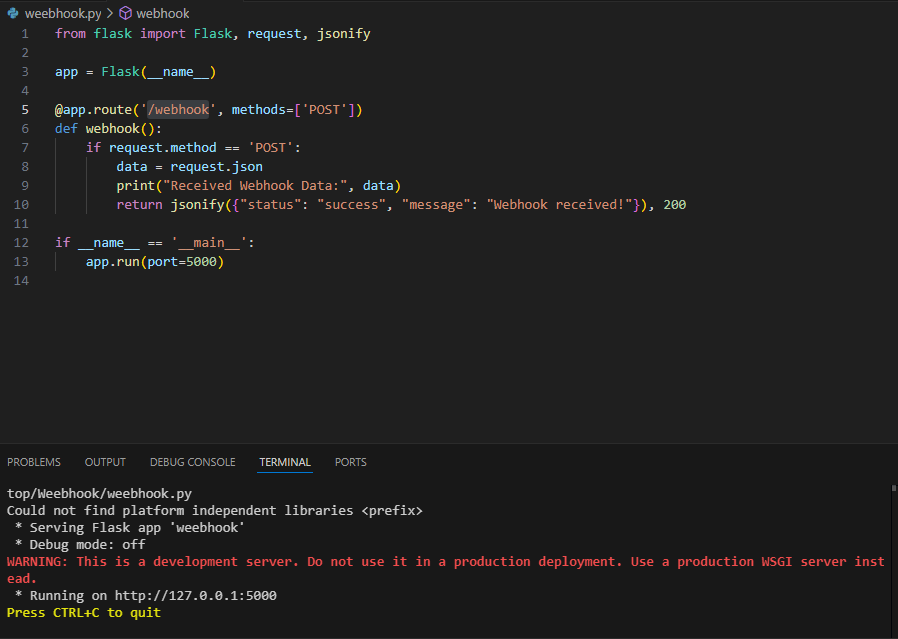 weebhook.py > webhook
1 from flask import Flask, request, jsonify
2
3 app = Flask(__name__)
4
5 @app.route('/webhook', methods=['POST'])
6 def webhook():
7     if request.method == 'POST':
8         data = request.json
9         print("Received Webhook Data:", data)
10         return jsonify({"status": "success", "message": "Webhook received!"}), 200
11
12 if __name__ == '__main__':
13     app.run(port=5000)
14
PROBLEMS OUTPUT DEBUG CONSOLE TERMINAL PORTS
top/Weebhook/weebhook.py
Could not find platform independent libraries <prefix>
 * Serving Flask app 'weebhook'
 * Debug mode: off
WARNING: This is a development server. Do not use it in a production deployment. Use a production WSGI server inst
ead.
 * Running on http://127.0.0.1:5000
Press CTRL+C to quit